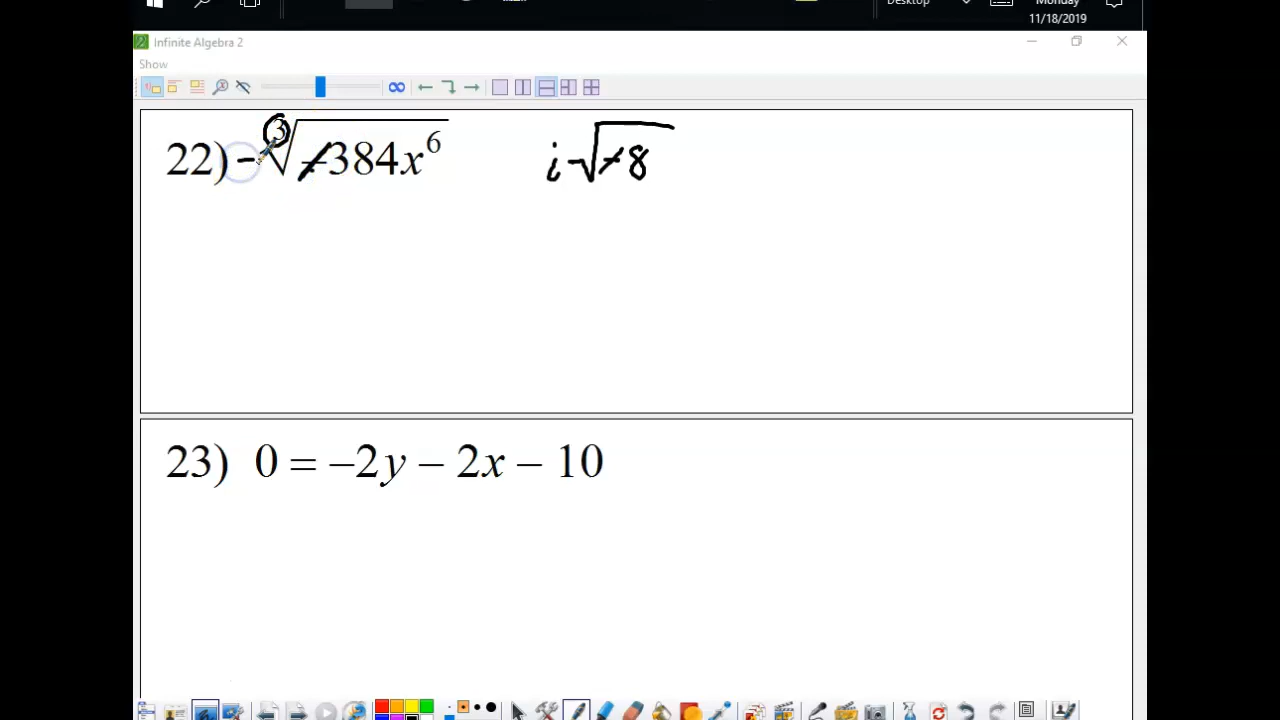 Desktop
Monday
11/18/2019
Infinite Algebra 2
Show
22) -∛(-384x⁶) i√-8
23) 0 = −2y − 2x − 10